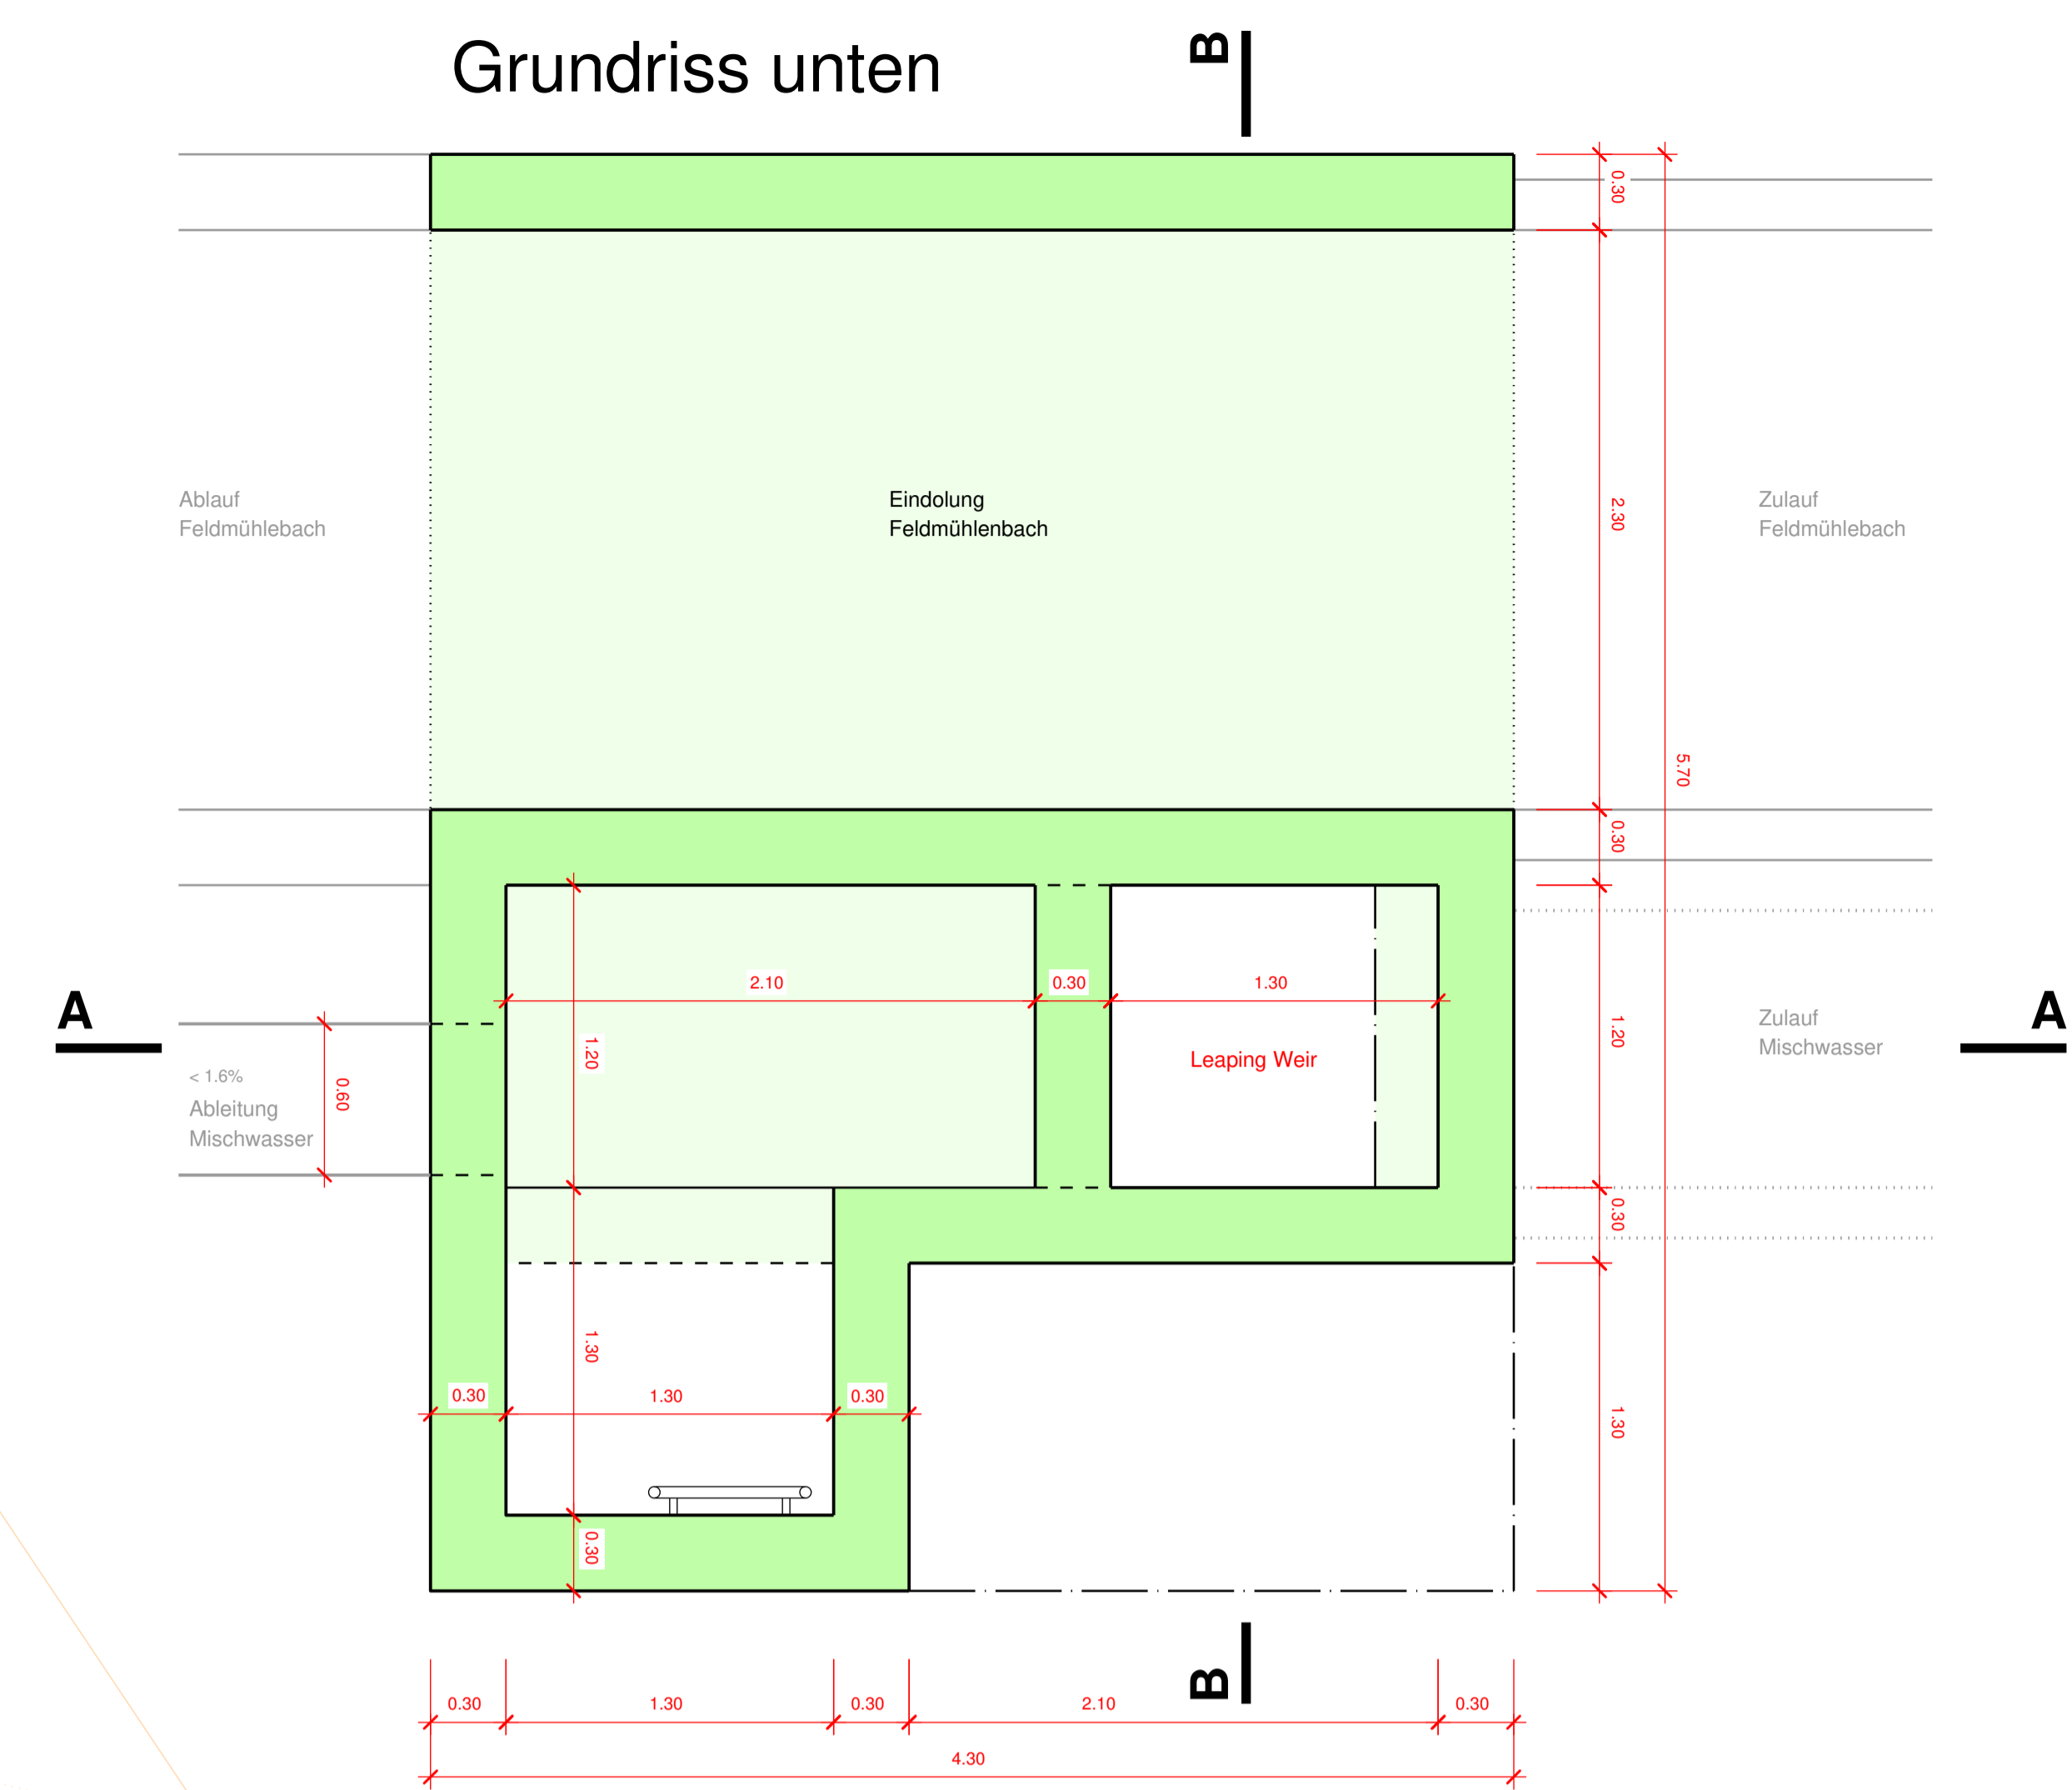 Grundriss unten
B
0.30
Ablauf
Feldmühlebach
Eindolung
Feldmühlenbach
2.30
Zulauf
Feldmühlebach
5.70
0.30
2.10
0.30
1.30
A
A
1.20
Leaping Weir
1.20
Zulauf
Mischwasser
< 1.6%
Ableitung
Mischwasser
0.60
0.30
1.30
0.30
1.30
0.30
1.30
0.30
B
0.30
1.30
0.30
2.10
0.30
4.30